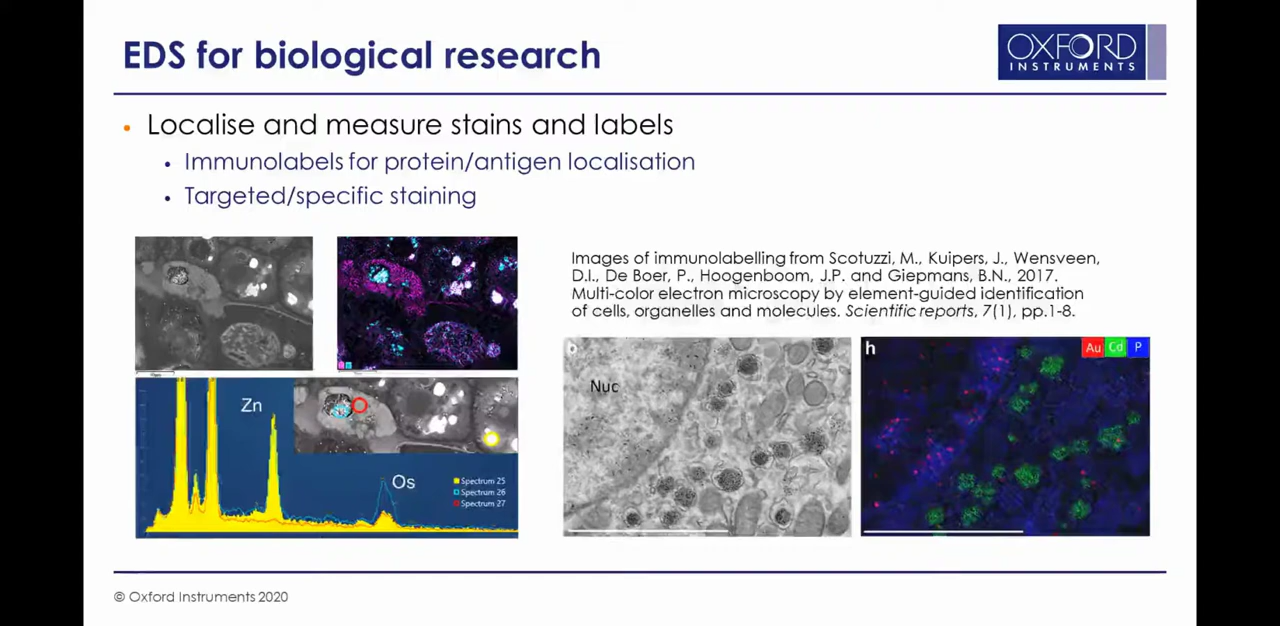 EDS for biological research
OXFORD
INSTRUMENTS
• Localise and measure stains and labels
• Immunolabels for protein/antigen localisation
• Targeted/specific staining
Images of immunolabelling from Scotuzzi, M., Kuipers, J., Wensveen,
D.I., De Boer, P., Hoogenboom, J.P. and Giepmans, B.N., 2017.
Multi-color electron microscopy by element-guided identification
of cells, organelles and molecules. Scientific reports, 7(1), pp.1-8.
Zn
Os
Spectrum 25
Spectrum 26
Spectrum 27
Nuc
h
Au Cd P
© Oxford Instruments 2020